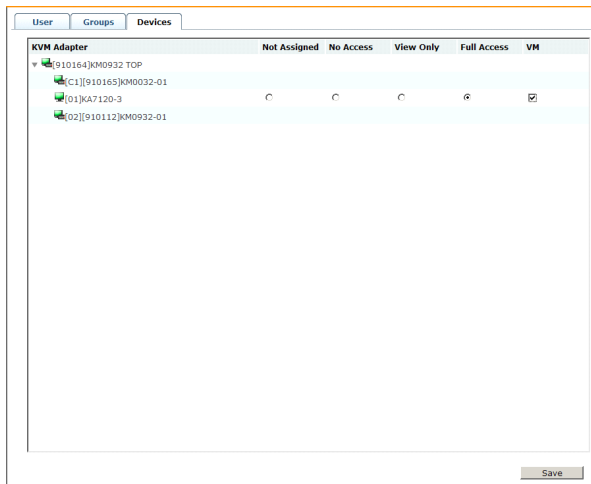 User Groups Devices
KVM Adapter Not Assigned No Access View Only Full Access VM
[910164]KM0932 TOP
[C1][910165]KM0032-01
[01]KA7120-3
[02][910112]KM0932-01
Save